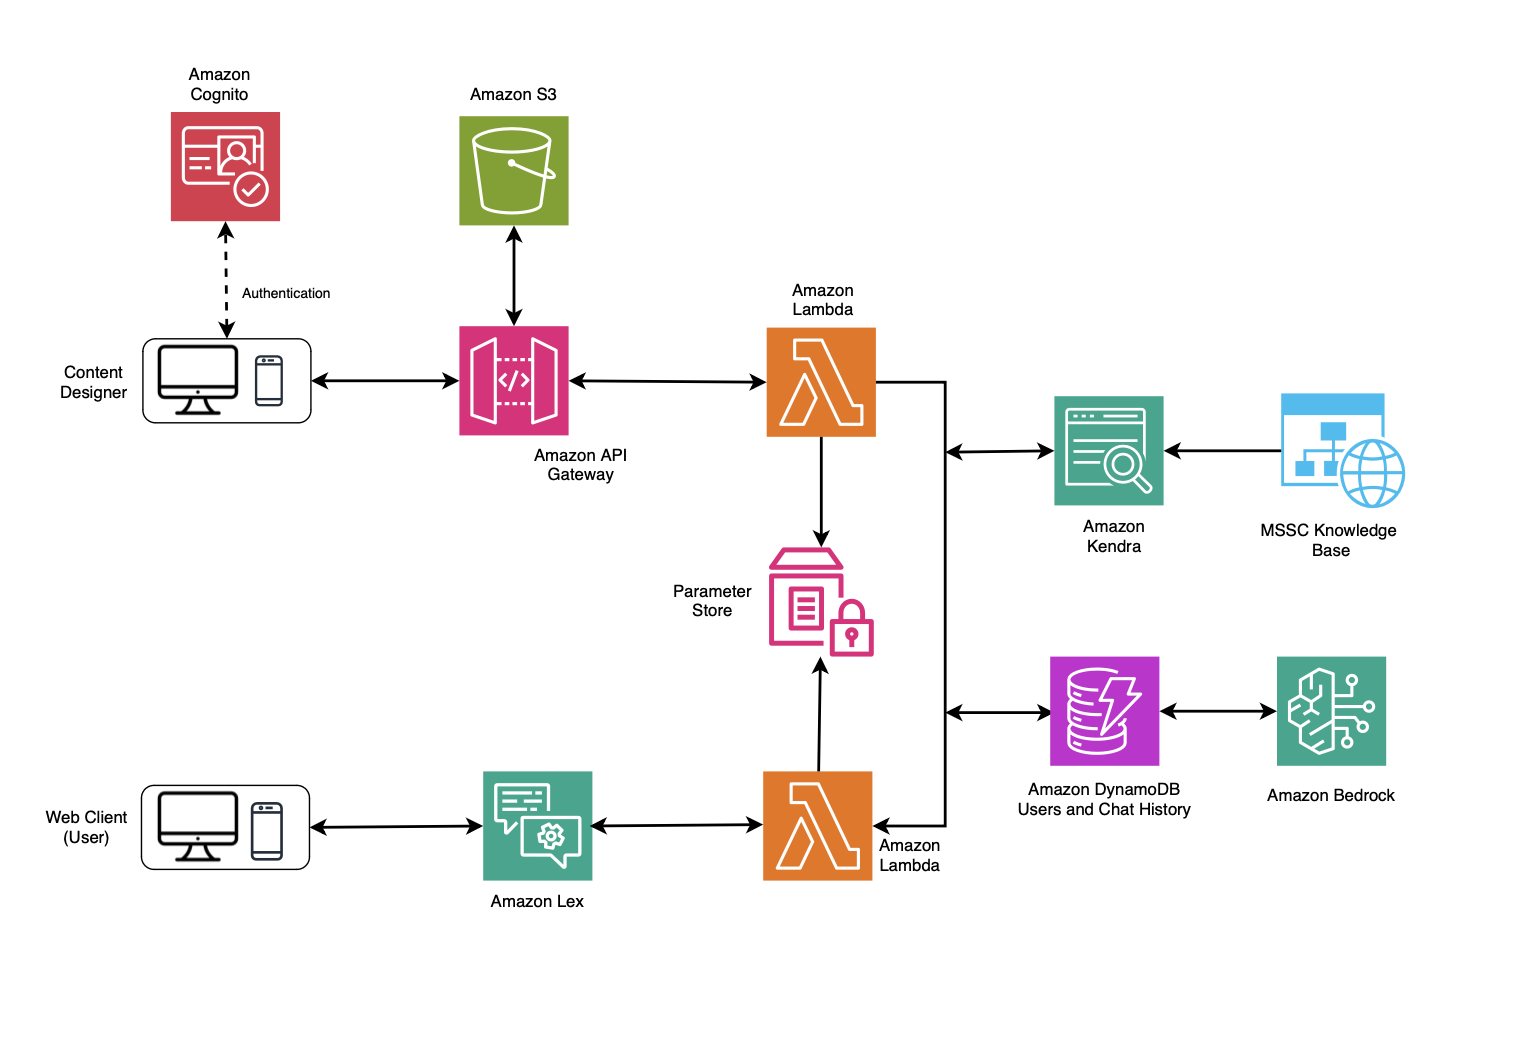 Amazon
Cognito
Amazon S3
Authentication
Amazon
Lambda
Content
Designer
Amazon API
Gateway
Amazon
Kendra
MSSC Knowledge
Base
Parameter
Store
Amazon DynamoDB
Users and Chat History
Amazon Bedrock
Web Client
(User)
Amazon
Lambda
Amazon Lex